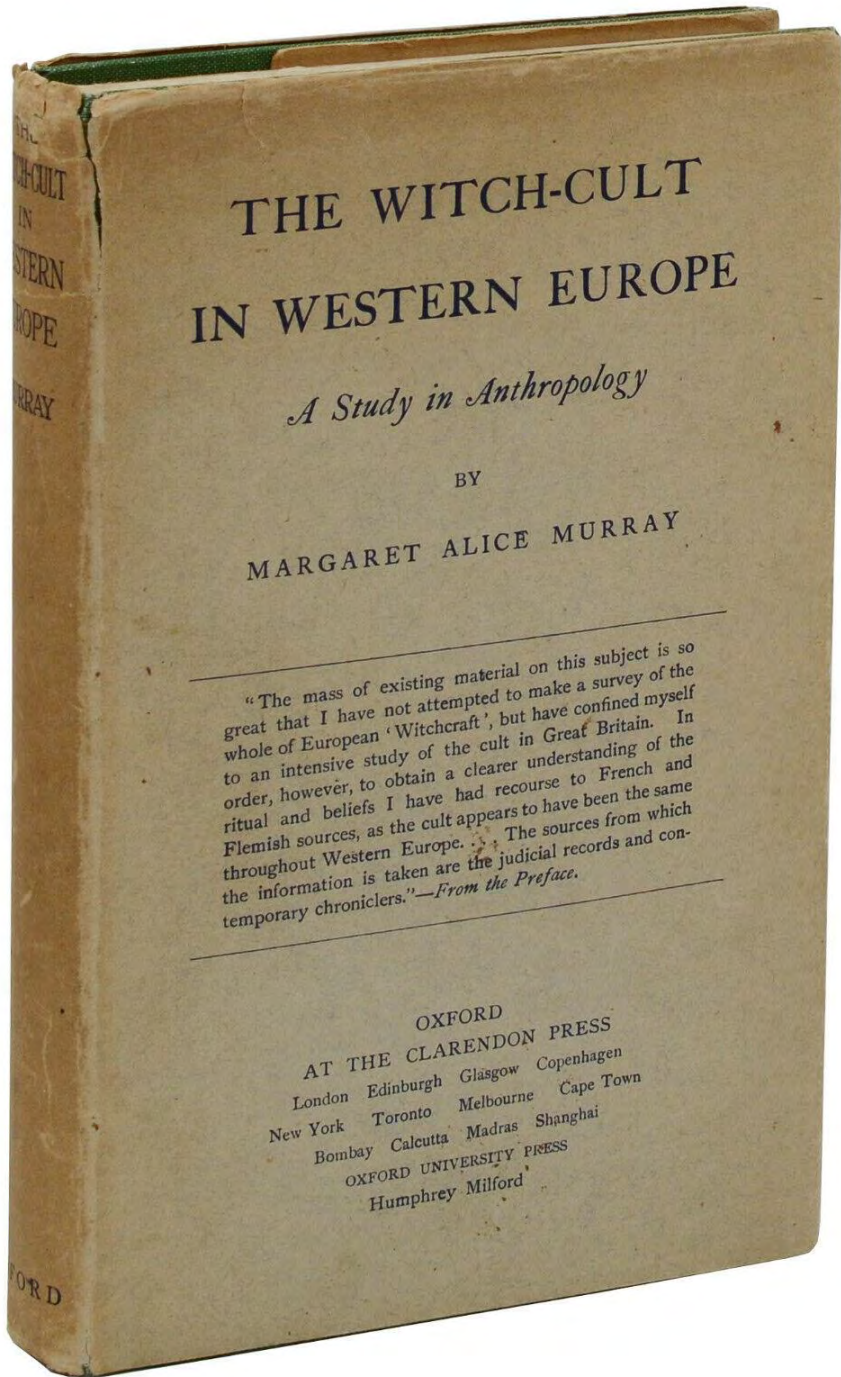 THE WITCH-CULT
IN WESTERN EUROPE
A Study in Anthropology
BY
MARGARET ALICE MURRAY
"The mass of existing material on this subject is so
great that I have not attempted to make a survey of the
whole of European 'Witchcraft', but have confined myself
to an intensive study of the cult in Great Britain. In
order, however, to obtain a clearer understanding of the
ritual and beliefs I have had recourse to French and
Flemish sources, as the cult appears to have been the same
throughout Western Europe. . . . The sources from which
the information is taken are the judicial records and con-
temporary chroniclers."—From the Preface.
OXFORD
AT THE CLARENDON PRESS
London Edinburgh Glasgow Copenhagen
New York Toronto Melbourne Cape Town
Bombay Calcutta Madras Shanghai
OXFORD UNIVERSITY PRESS
Humphrey Milford
IN